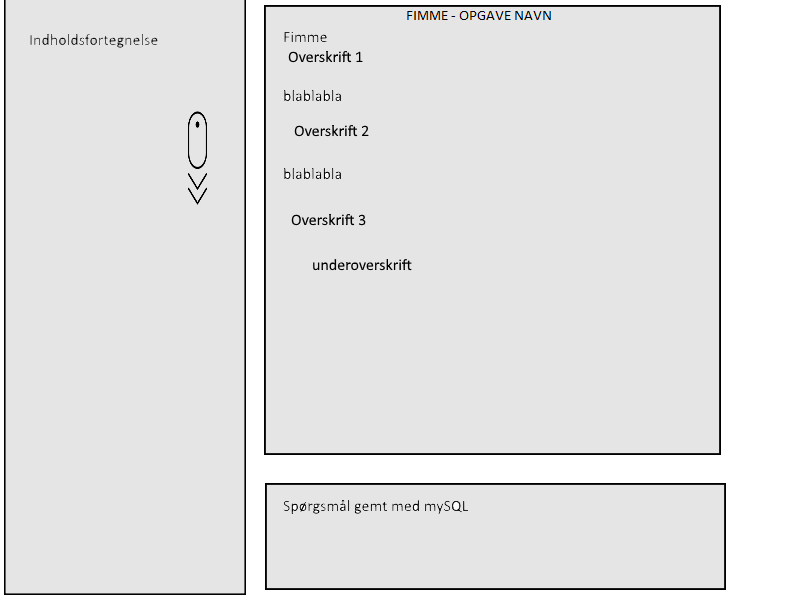 Indholdsfortegnelse
FIMME - OPGAVE NAVN
Fimme
Overskrift 1
blablabla
Overskrift 2
blablabla
Overskrift 3
underoverskrift
Spørgsmål gemt med mySQL